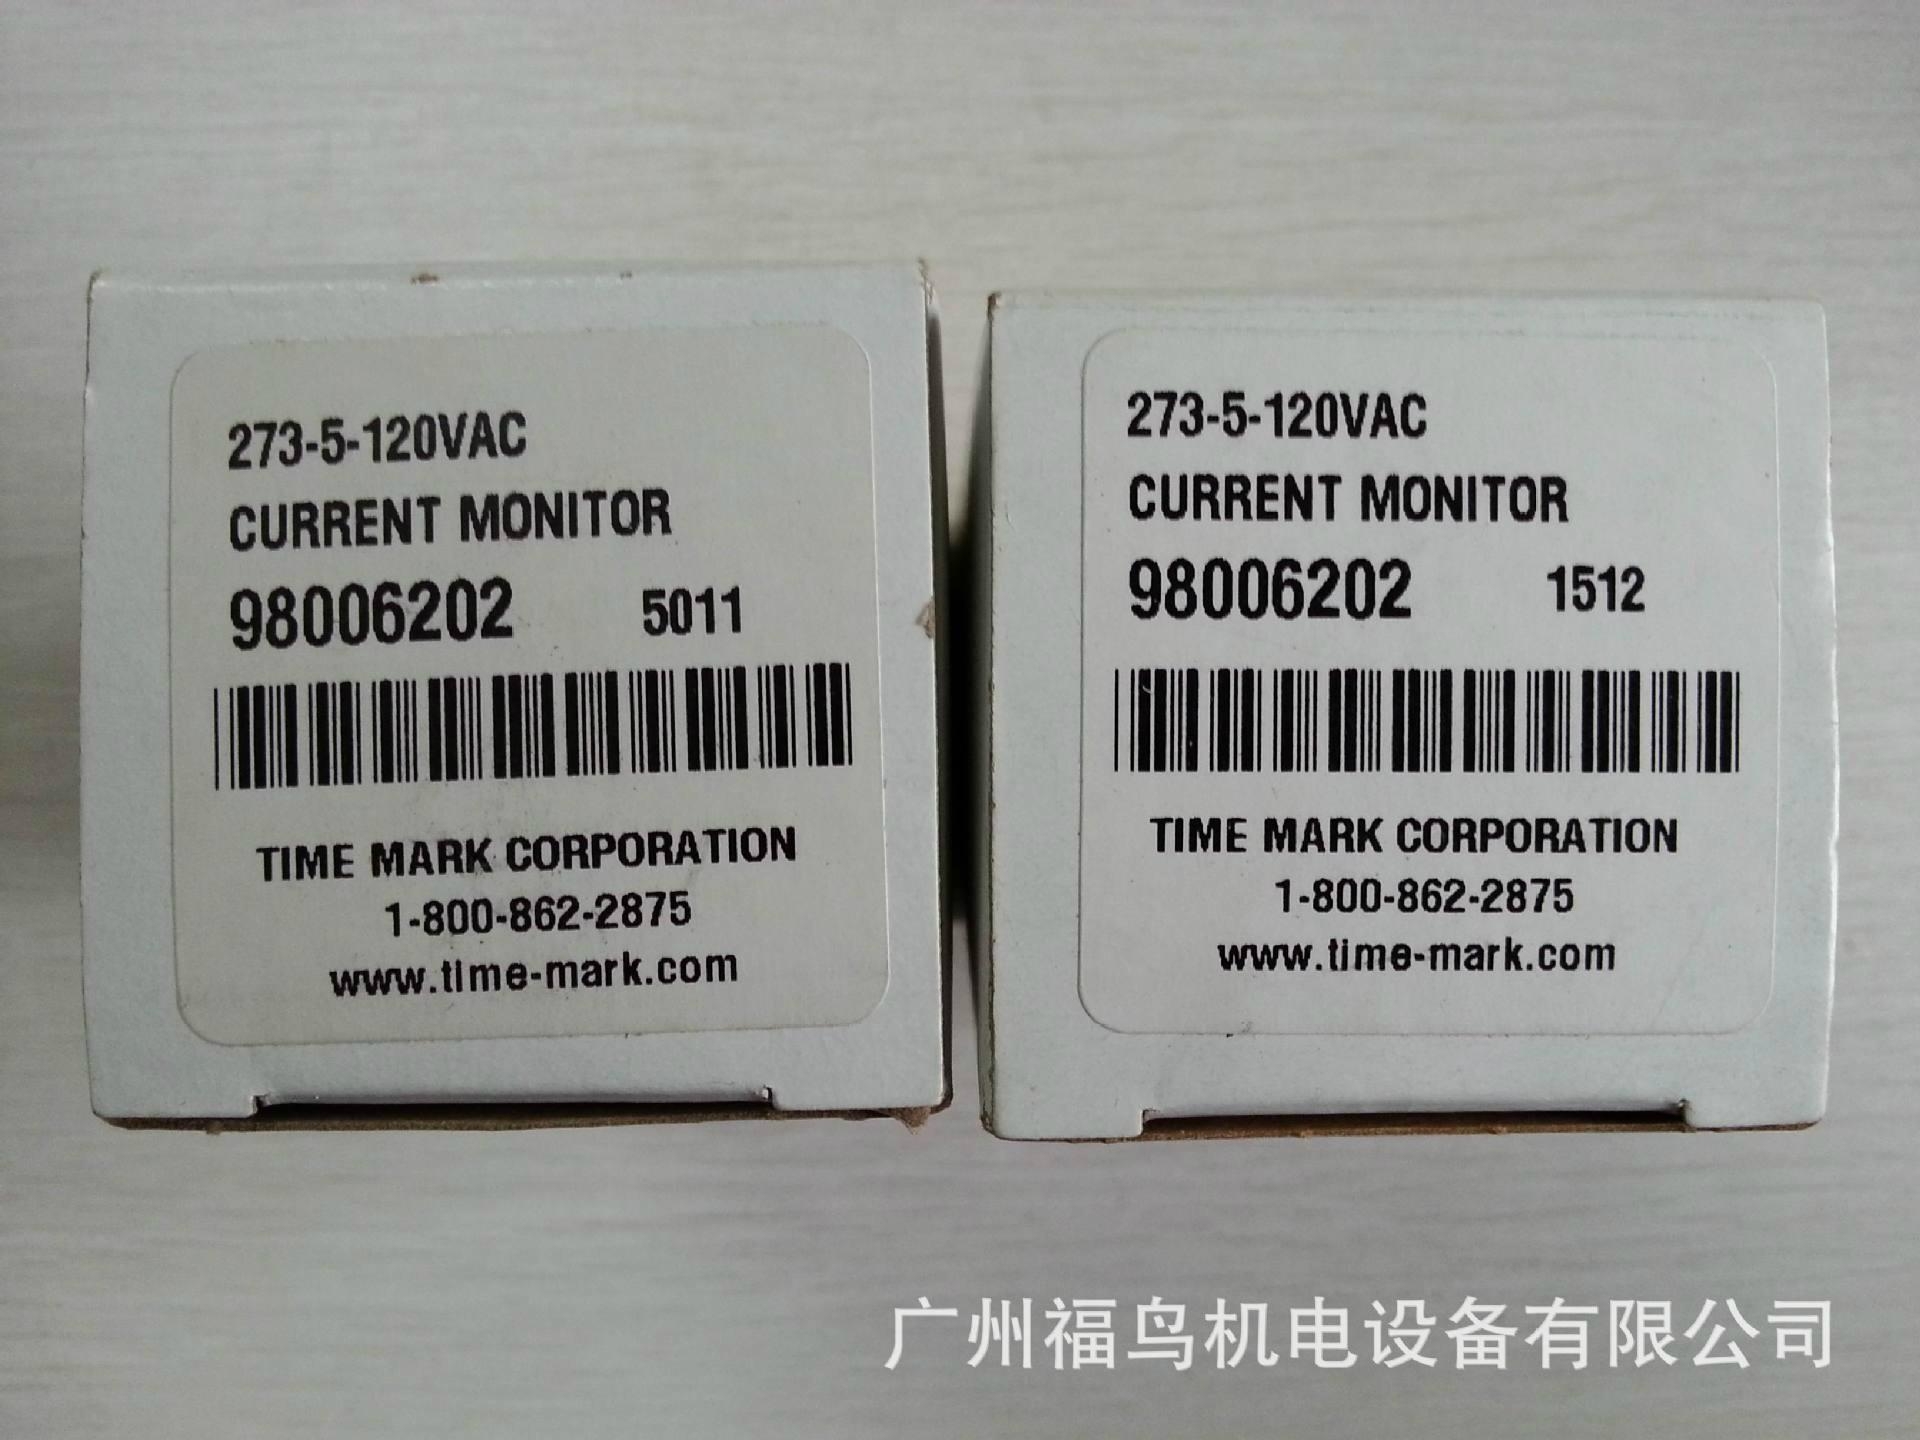 273-5-120VAC
CURRENT MONITOR
98006202 5011
TIME MARK CORPORATION
1-800-862-2875
www.time-mark.com
273-5-120VAC
CURRENT MONITOR
98006202 1512
TIME MARK CORPORATION
1-800-862-2875
www.time-mark.com
广州福鸟机电设备有限公司